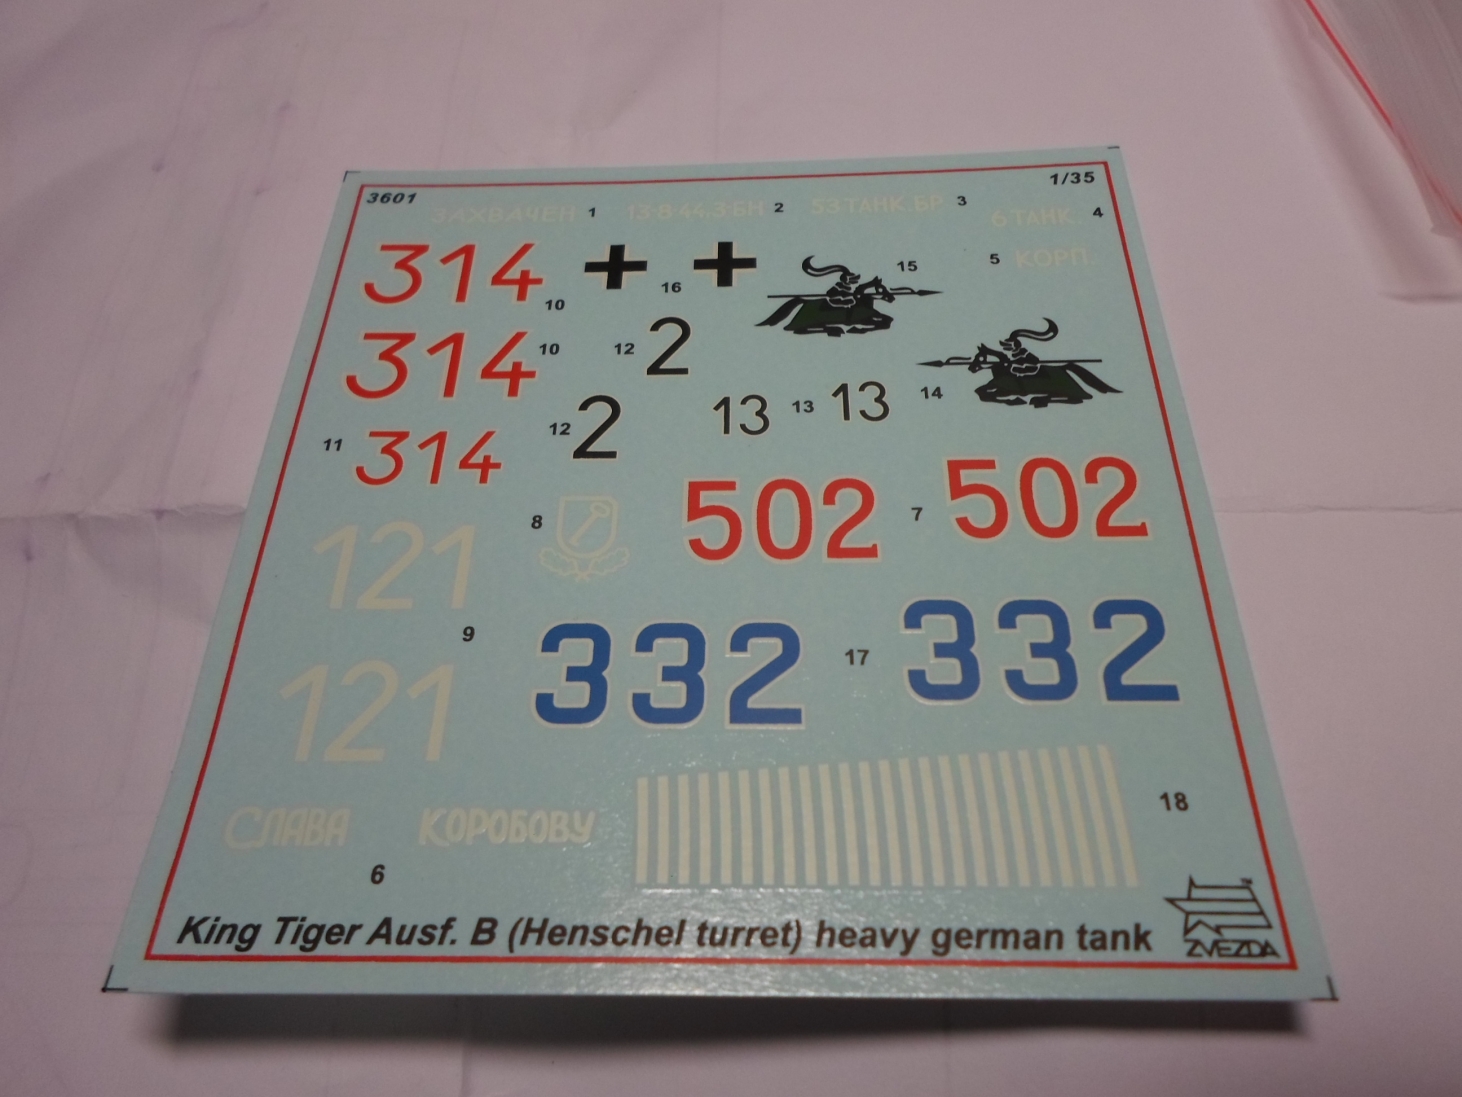 3601 1/35
ЗАХВАЧЕН 1 13·8·44.3·БН 2 53 ТАНК.БР 3 6 ТАНК. 4
314 10 16 15 5 КОРП.
314 10 12 2
11 314 12 2 13 13 13 14
121 8 502 7 502
9 332 17 332
121
СЛАВА КОРОБОВУ 18
6
King Tiger Ausf. B (Henschel turret) heavy german tank ZVEZDA